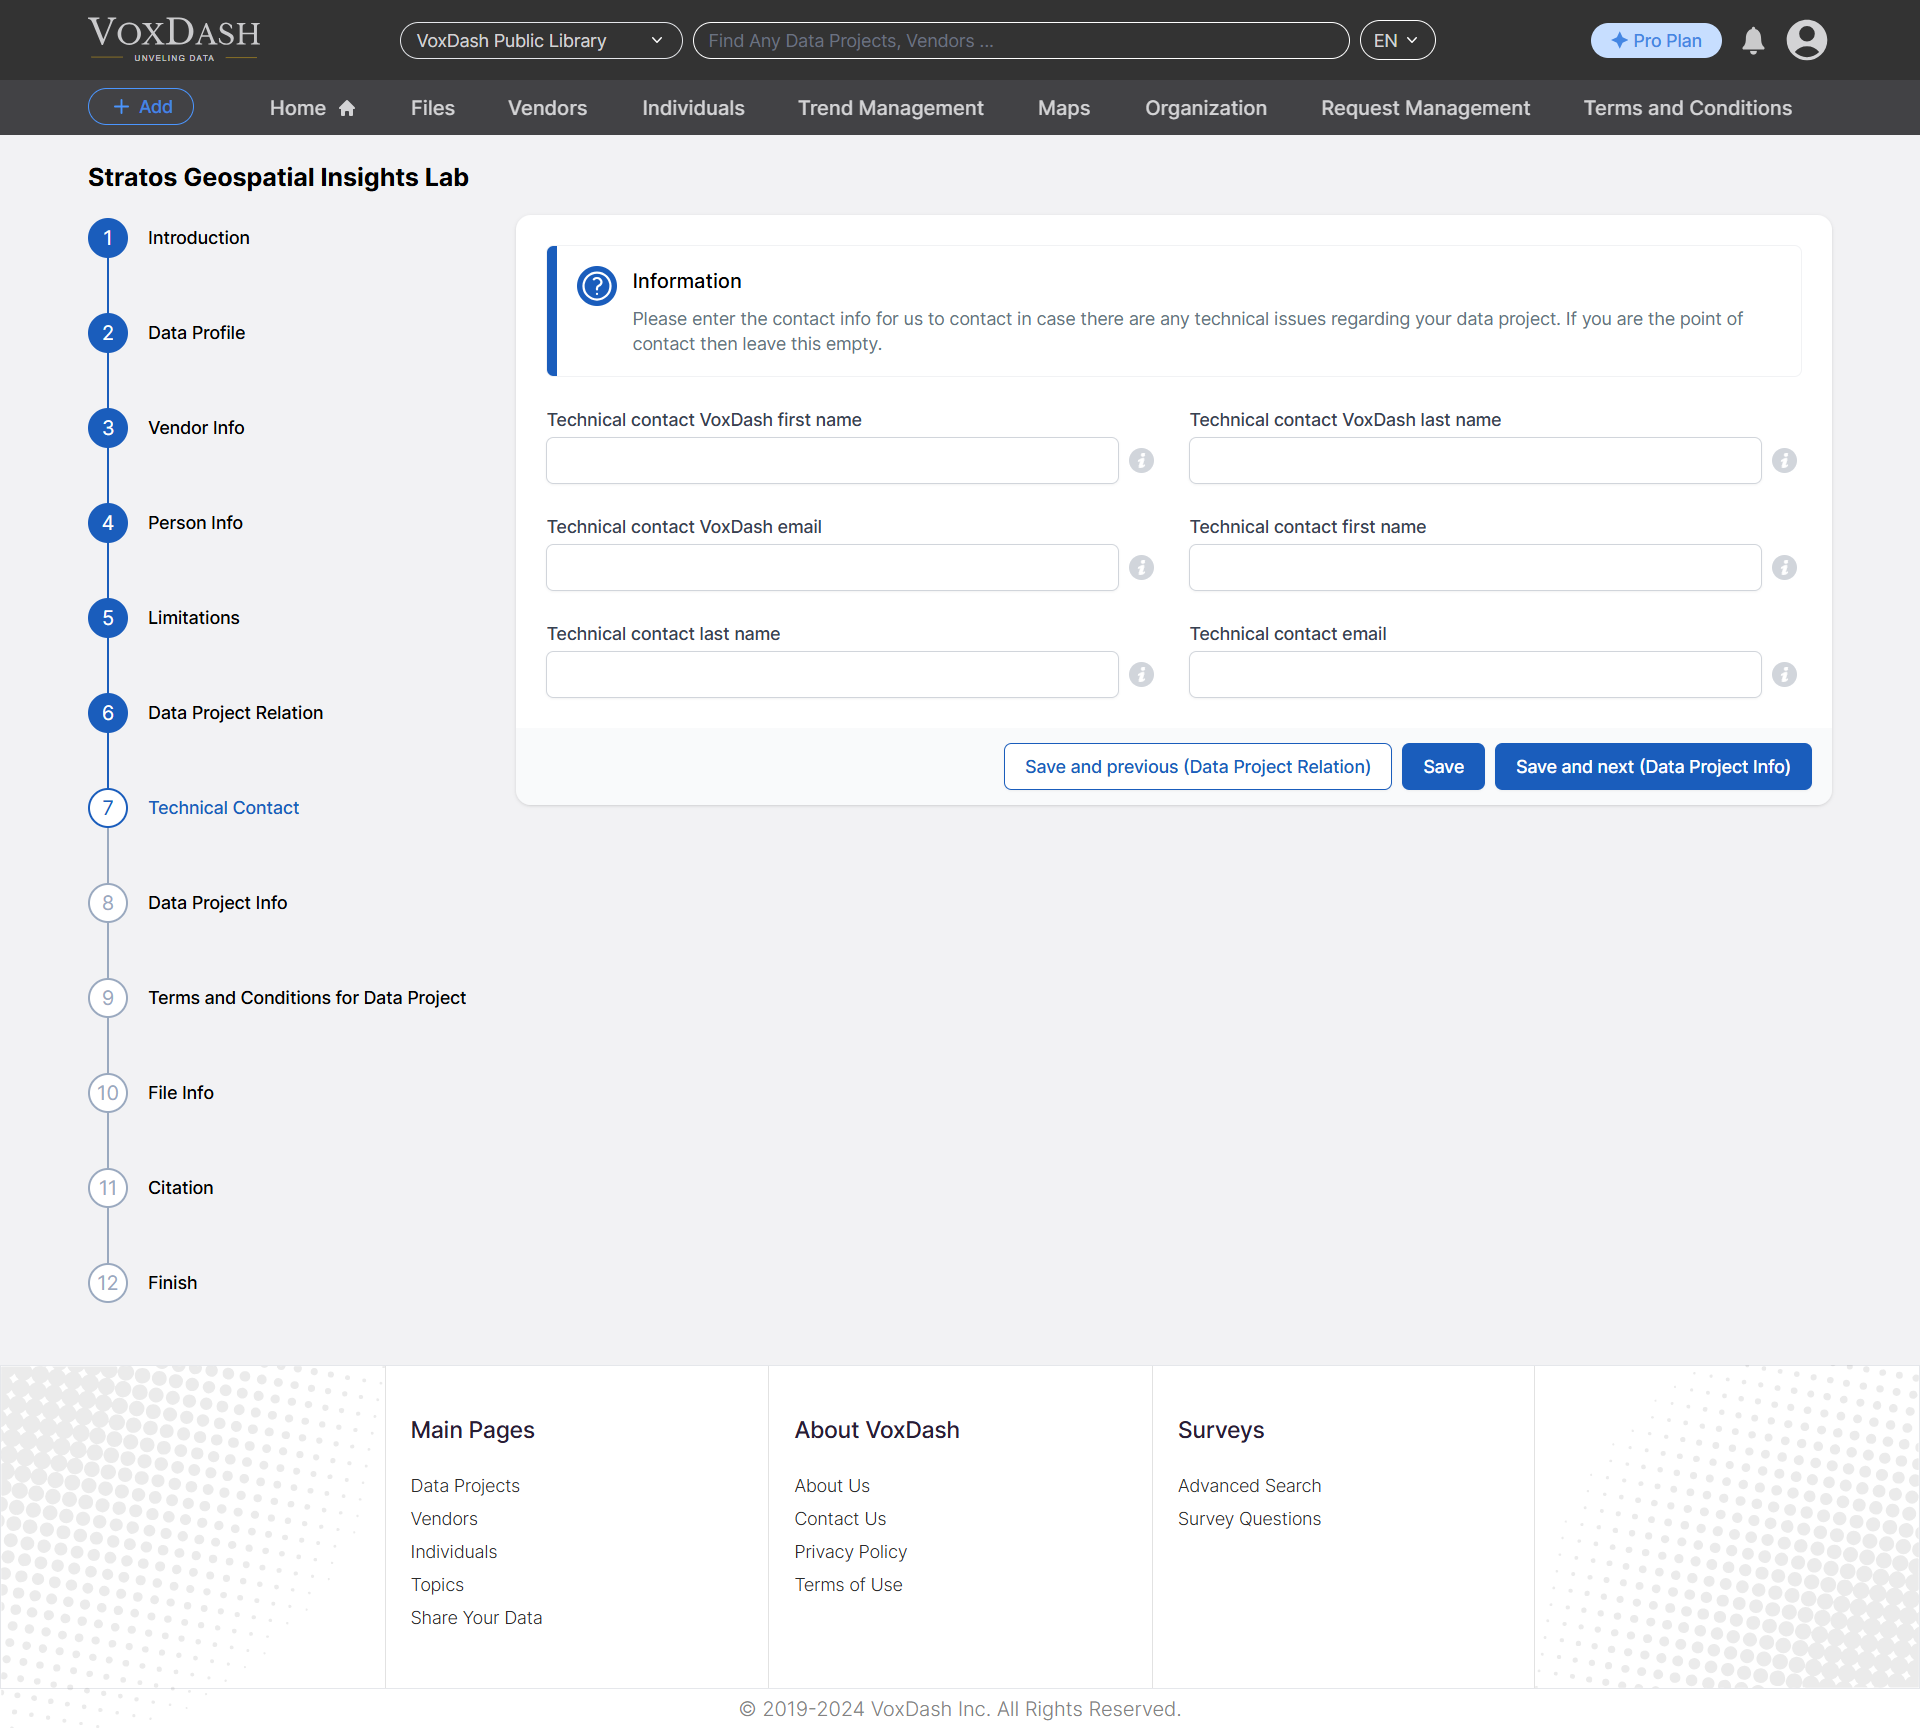 VOXDASH
UNVELING DATA
VoxDash Public Library
Find Any Data Projects, Vendors ...
EN
Pro Plan
+ Add
Home
Files
Vendors
Individuals
Trend Management
Maps
Organization
Request Management
Terms and Conditions
Stratos Geospatial Insights Lab
1 Introduction
2 Data Profile
3 Vendor Info
4 Person Info
5 Limitations
6 Data Project Relation
7 Technical Contact
8 Data Project Info
9 Terms and Conditions for Data Project
10 File Info
11 Citation
12 Finish
Information
Please enter the contact info for us to contact in case there are any technical issues regarding your data project. If you are the point of
contact then leave this empty.
Technical contact VoxDash first name
Technical contact VoxDash last name
Technical contact VoxDash email
Technical contact first name
Technical contact last name
Technical contact email
Save and previous (Data Project Relation)
Save
Save and next (Data Project Info)
Main Pages
Data Projects
Vendors
Individuals
Topics
Share Your Data
About VoxDash
About Us
Contact Us
Privacy Policy
Terms of Use
Surveys
Advanced Search
Survey Questions
© 2019-2024 VoxDash Inc. All Rights Reserved.